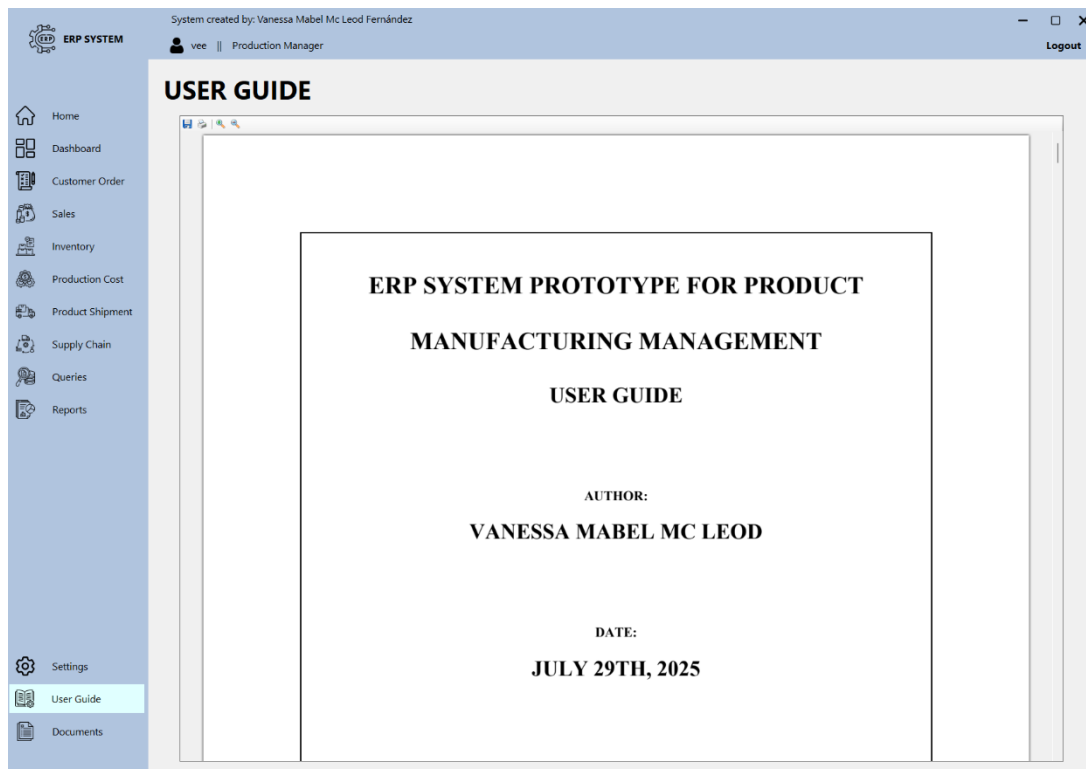 System created by: Vanessa Mabel Mc Leod Fernández
ERP
ERP SYSTEM
vee || Production Manager
Logout
USER GUIDE
Home
Dashboard
Customer Order
Sales
Inventory
Production Cost
Product Shipment
Supply Chain
Queries
Reports
Settings
User Guide
Documents
ERP SYSTEM PROTOTYPE FOR PRODUCT
MANUFACTURING MANAGEMENT
USER GUIDE
AUTHOR:
VANESSA MABEL MC LEOD
DATE:
JULY 29TH, 2025